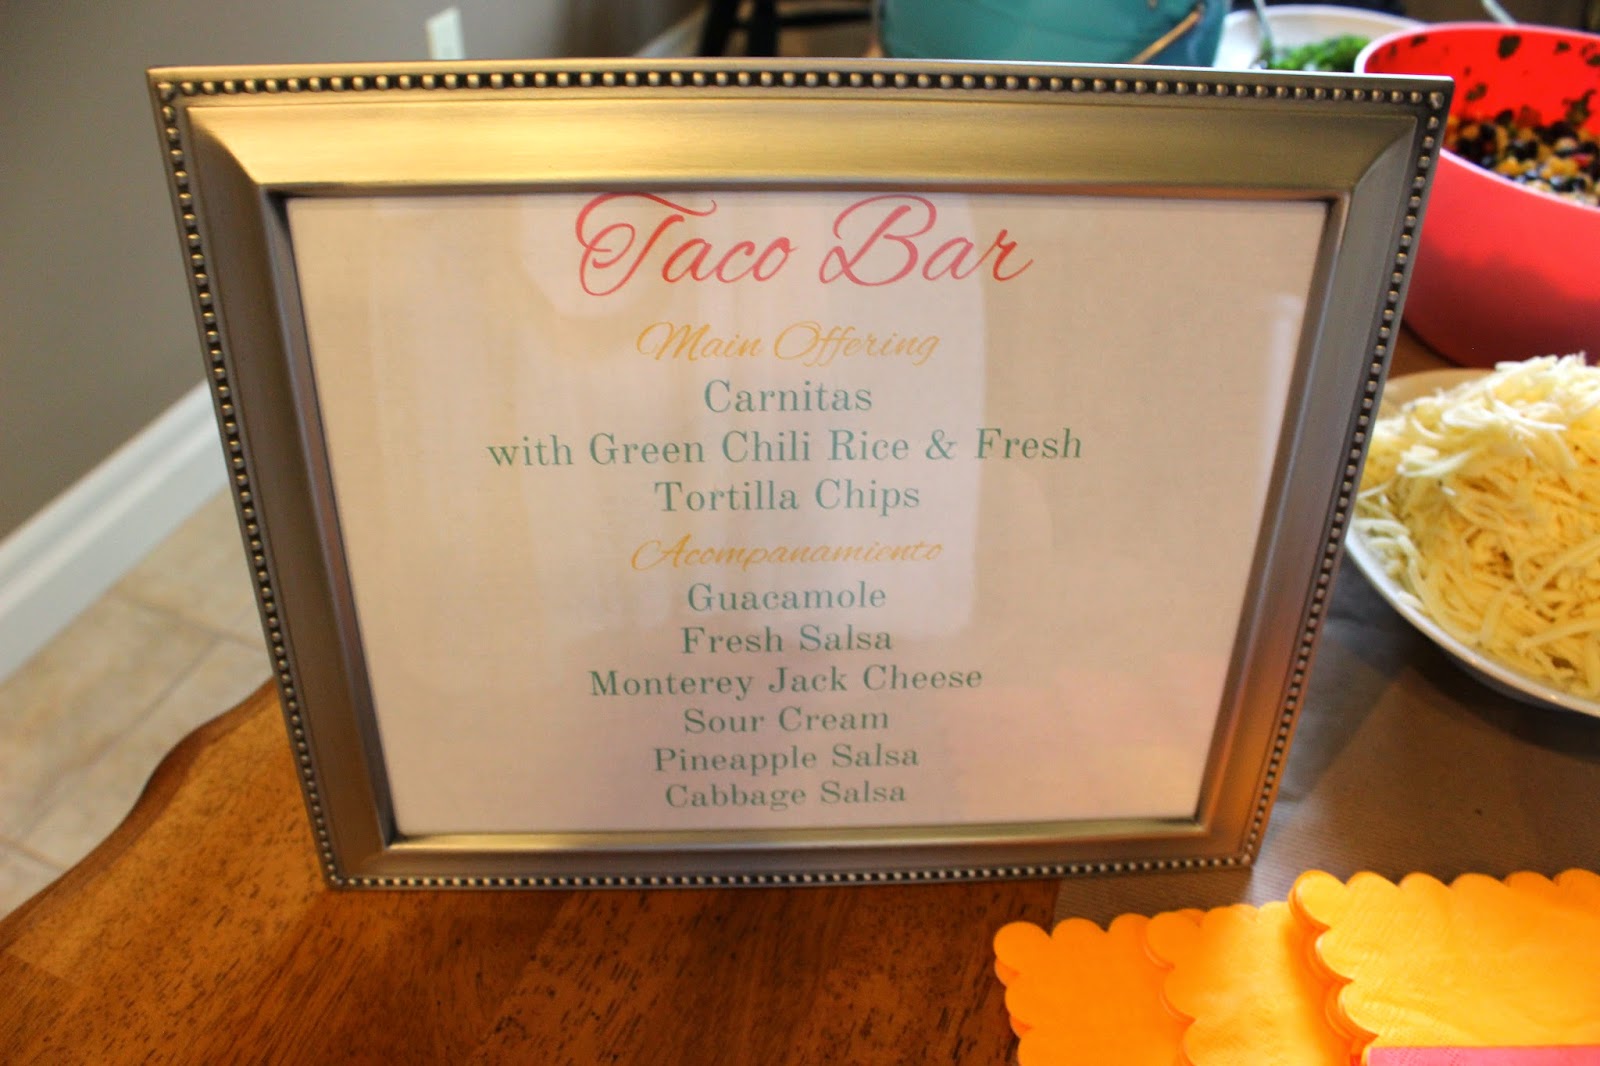 Taco Bar
Main Offering
Carnitas
with Green Chili Rice & Fresh
Tortilla Chips
Acompanamiento
Guacamole
Fresh Salsa
Monterey Jack Cheese
Sour Cream
Pineapple Salsa
Cabbage Salsa